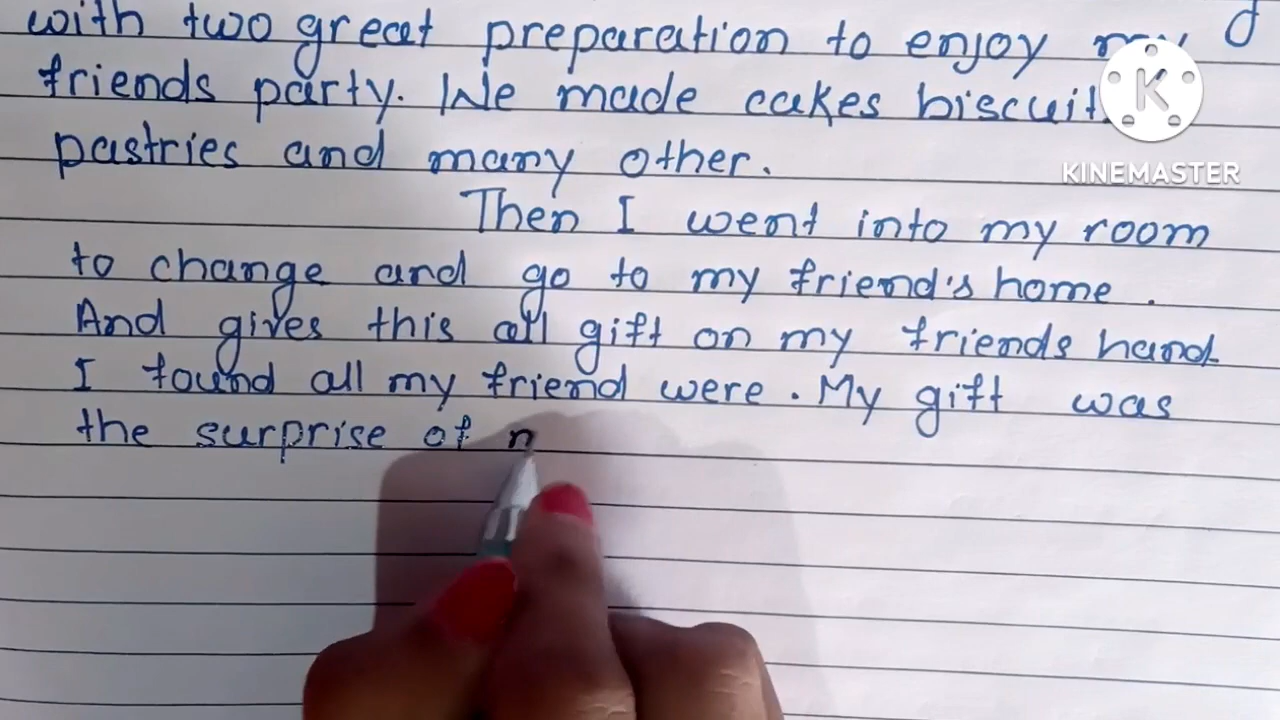 with two great preparation to enjoy my
friends party. We made cakes biscuit
pastries and many other.
Then I went into my room
to change and go to my friend's home.
And gives this all gift on my friends hand
I found all my friend were. My gift was
the surprise of
K
KINEMASTER